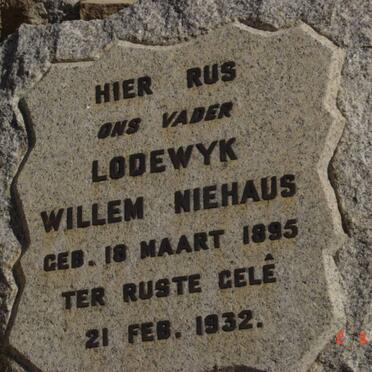 HIER RUS
ONS VADER
LODEWYK
WILLEM NIEHAUS
GEB. 18 MAART 1895
TER RUSTE GELÊ
21 FEB. 1932.